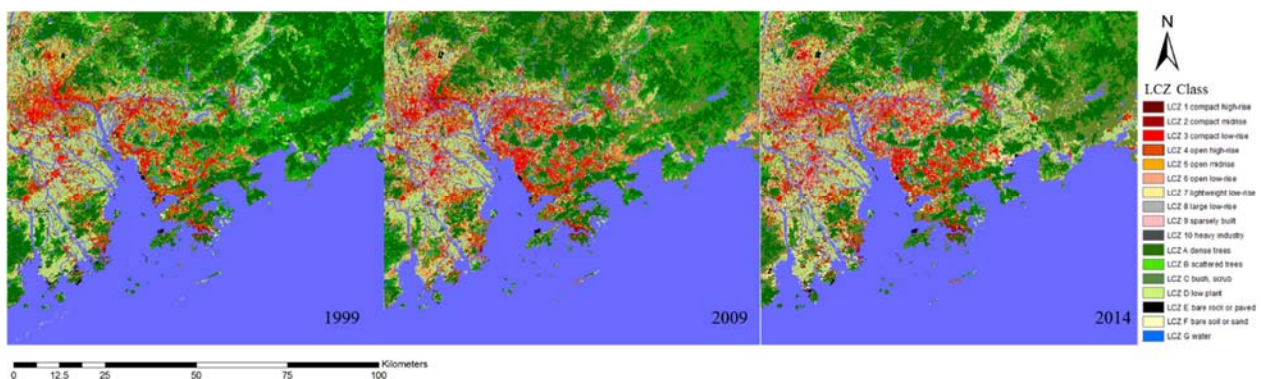 N
LCZ Class
LCZ 1 compact high-rise
LCZ 2 compact midrise
LCZ 3 compact low-rise
LCZ 4 open high-rise
LCZ 5 open midrise
LCZ 6 open low-rise
LCZ 7 lightweight low-rise
LCZ 8 large low-rise
LCZ 9 sparsely built
LCZ 10 heavy industry
LCZ A dense trees
LCZ B scattered trees
LCZ C bush, scrub
LCZ D low plant
LCZ E bare rock or paved
LCZ F bare soil or sand
LCZ G water
1999
2009
2014
Kilometers
0 12.5 25 50 75 100